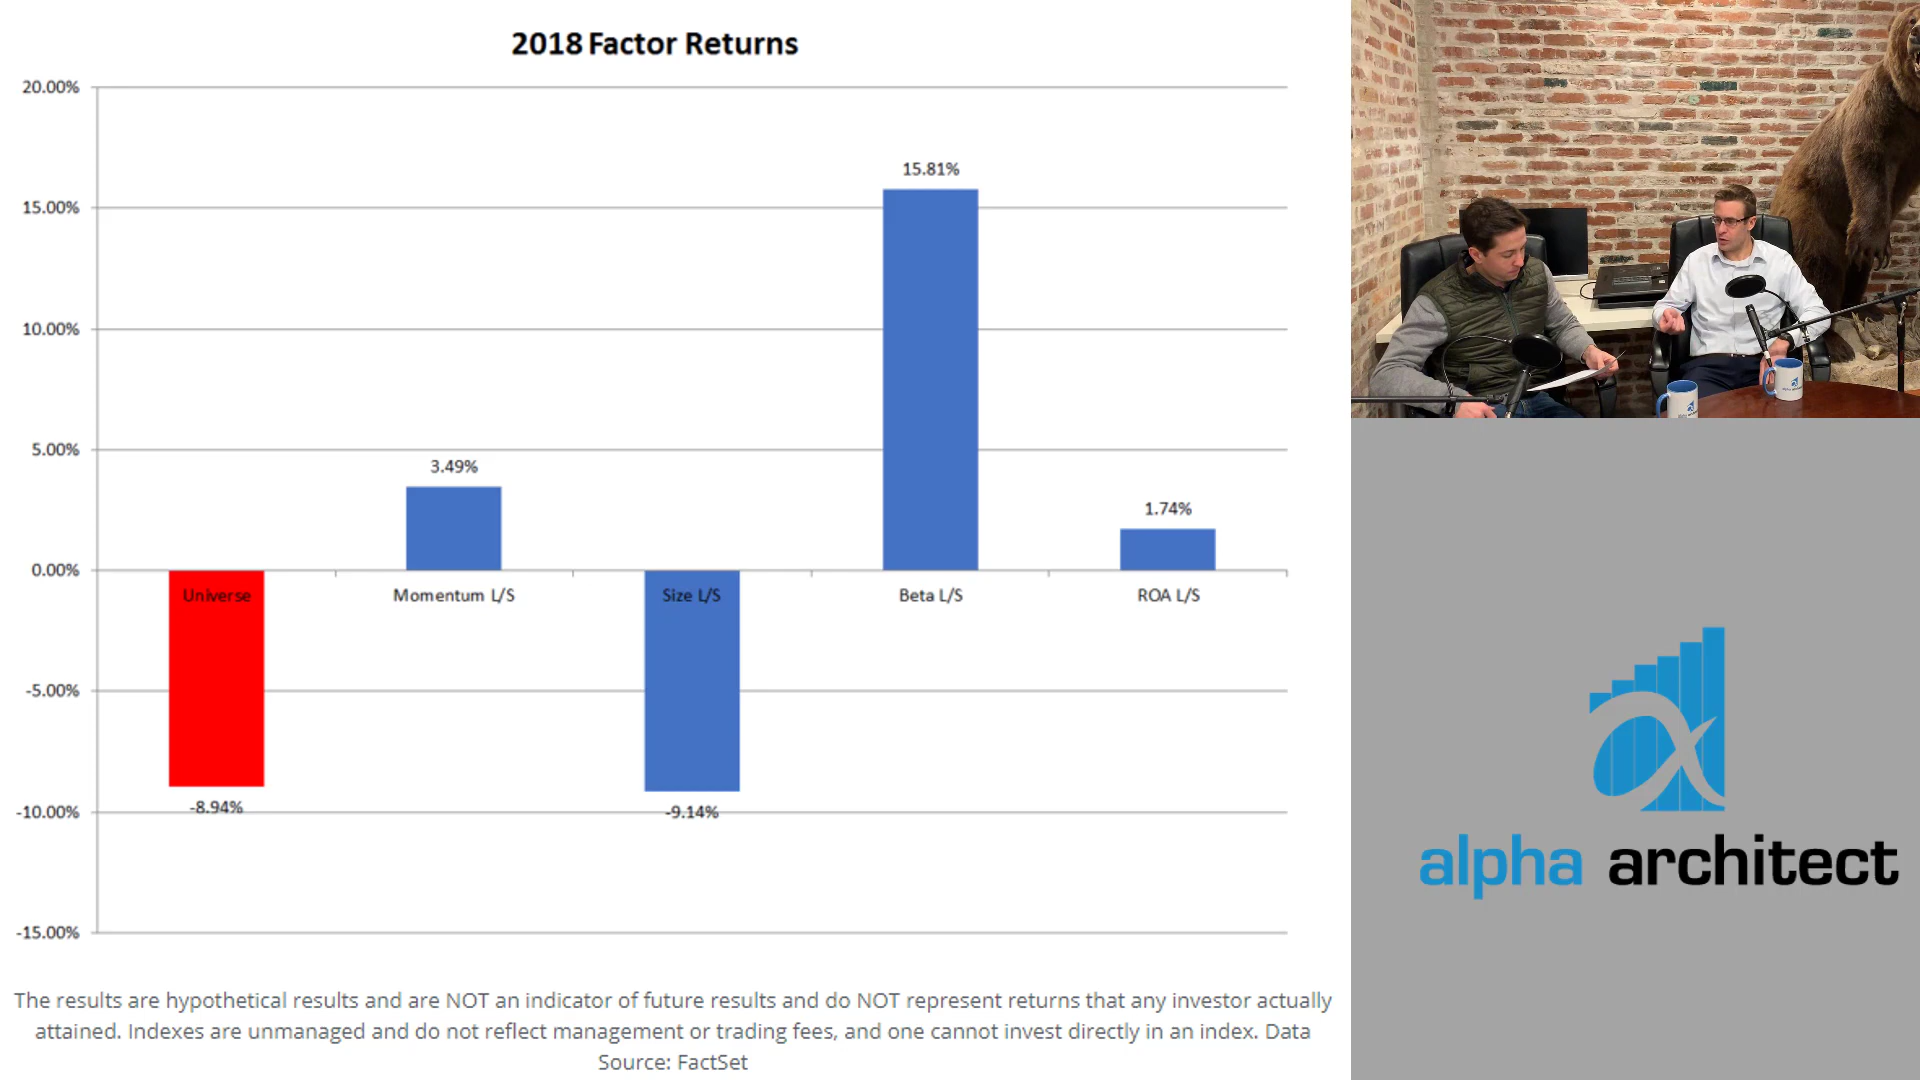 2018 Factor Returns
20.00%
15.00%
10.00%
5.00%
0.00%
-5.00%
-10.00%
-15.00%
-8.94%
3.49%
-9.14%
15.81%
1.74%
Universe
Momentum L/S
Size L/S
Beta L/S
ROA L/S
The results are hypothetical results and are NOT an indicator of future results and do NOT represent returns that any investor actually
attained. Indexes are unmanaged and do not reflect management or trading fees, and one cannot invest directly in an index. Data
Source: FactSet
alpha architect